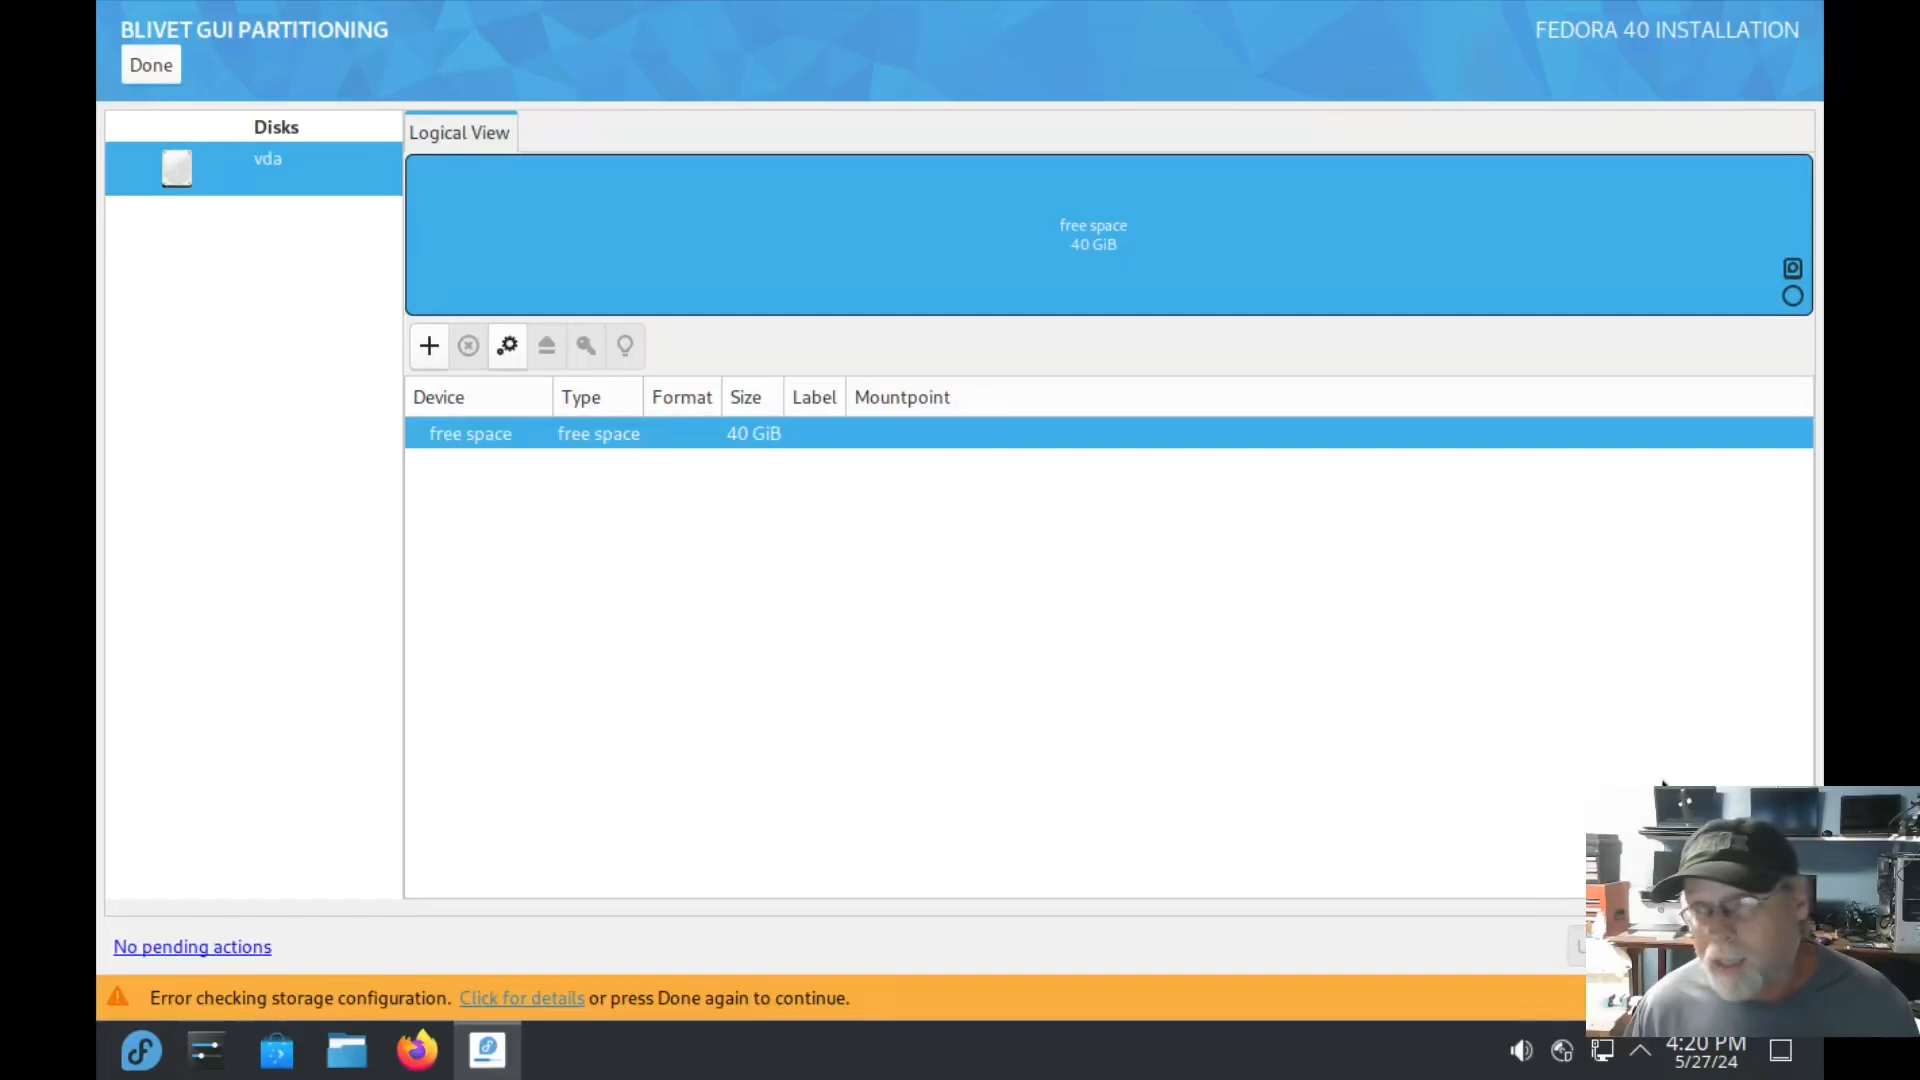 BLIVET GUI PARTITIONING
FEDORA 40 INSTALLATION
Done
Disks
vda
Logical View
free space
40 GiB
Device Type Format Size Label Mountpoint
free space free space 40 GiB
No pending actions
Error checking storage configuration. Click for details or press Done again to continue.
4:20 PM
5/27/24